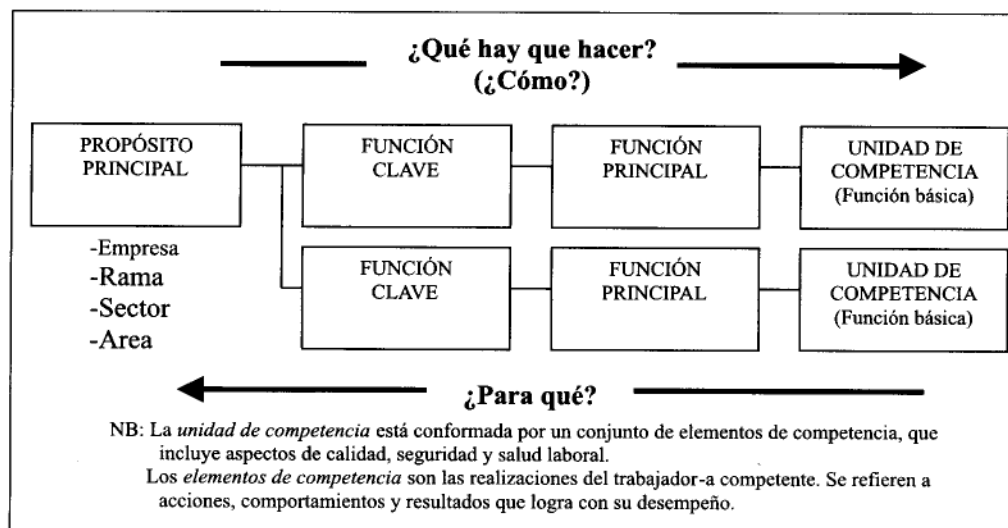 ¿Qué hay que hacer?
(¿Cómo?)
PROPÓSITO
PRINCIPAL
FUNCIÓN
CLAVE
FUNCIÓN
PRINCIPAL
UNIDAD DE
COMPETENCIA
(Función básica)
-Empresa
-Rama
-Sector
-Area
FUNCIÓN
CLAVE
FUNCIÓN
PRINCIPAL
UNIDAD DE
COMPETENCIA
(Función básica)
¿Para qué?
NB: La unidad de competencia está conformada por un conjunto de elementos de competencia, que
incluye aspectos de calidad, seguridad y salud laboral.
Los elementos de competencia son las realizaciones del trabajador-a competente. Se refieren a
acciones, comportamientos y resultados que logra con su desempeño.